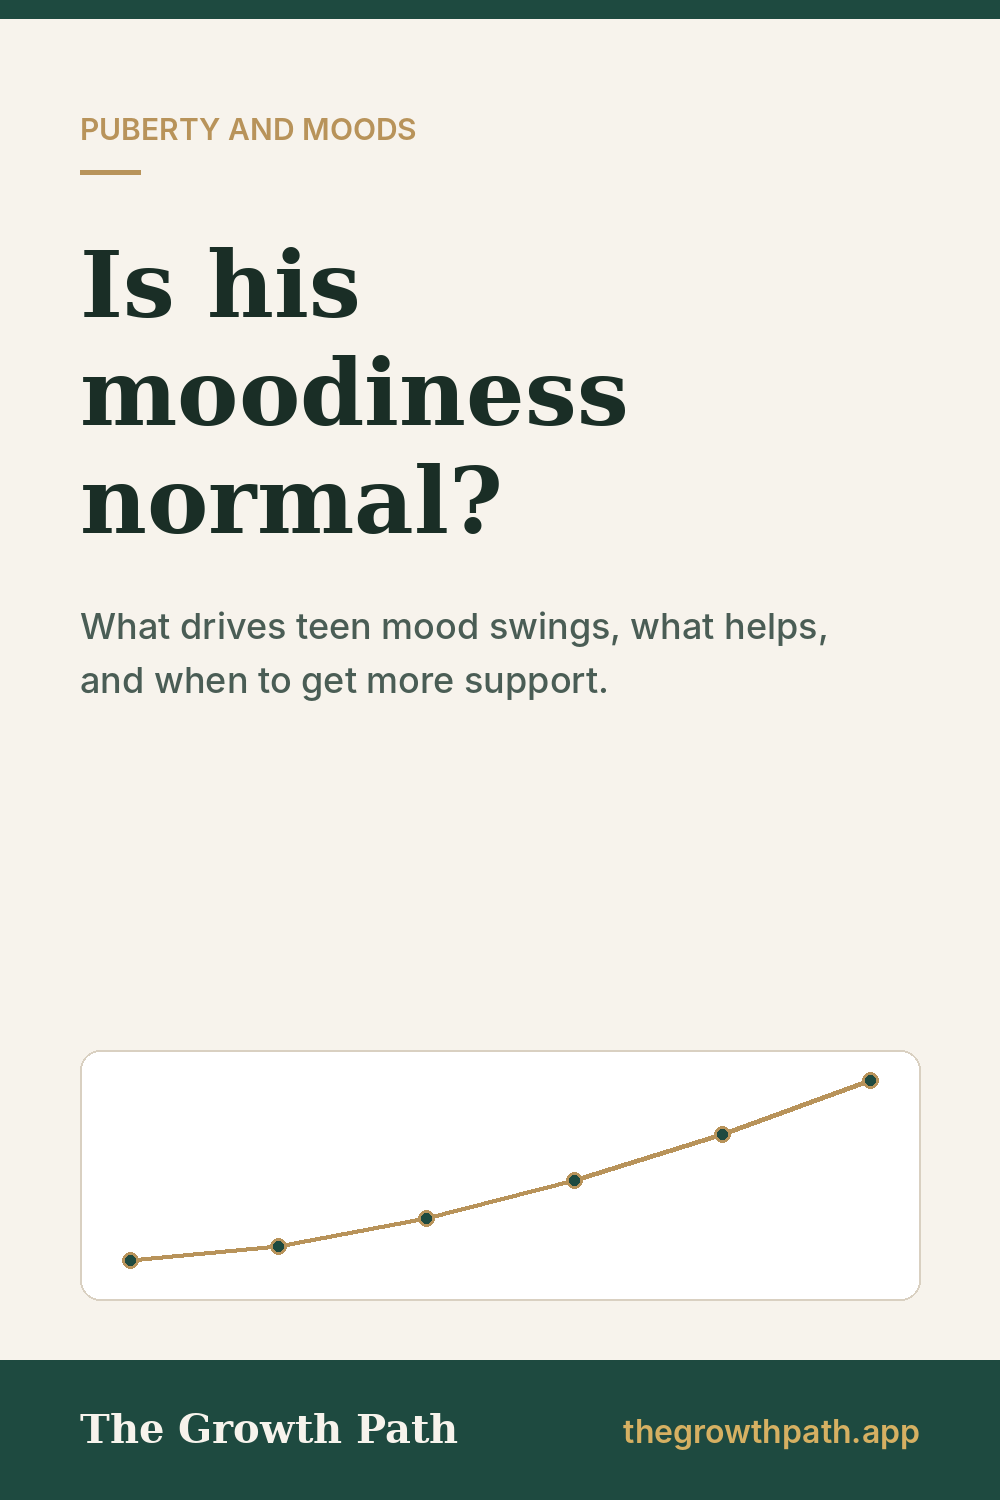 PUBERTY AND MOODS
Is his
moodiness
normal?
What drives teen mood swings, what helps,
and when to get more support.
The Growth Path
thegrowthpath.app